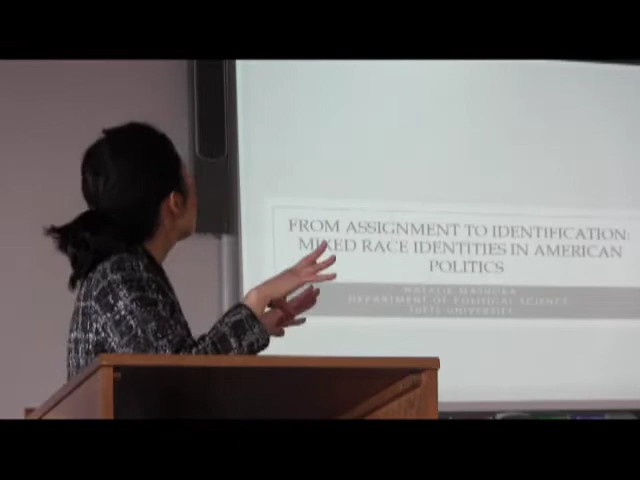 FROM ASSIGNMENT TO IDENTIFICATION:
MIXED RACE IDENTITIES IN AMERICAN
POLITICS
NATALIE MASUOKA
DEPARTMENT OF POLITICAL SCIENCE
TUFTS UNIVERSITY